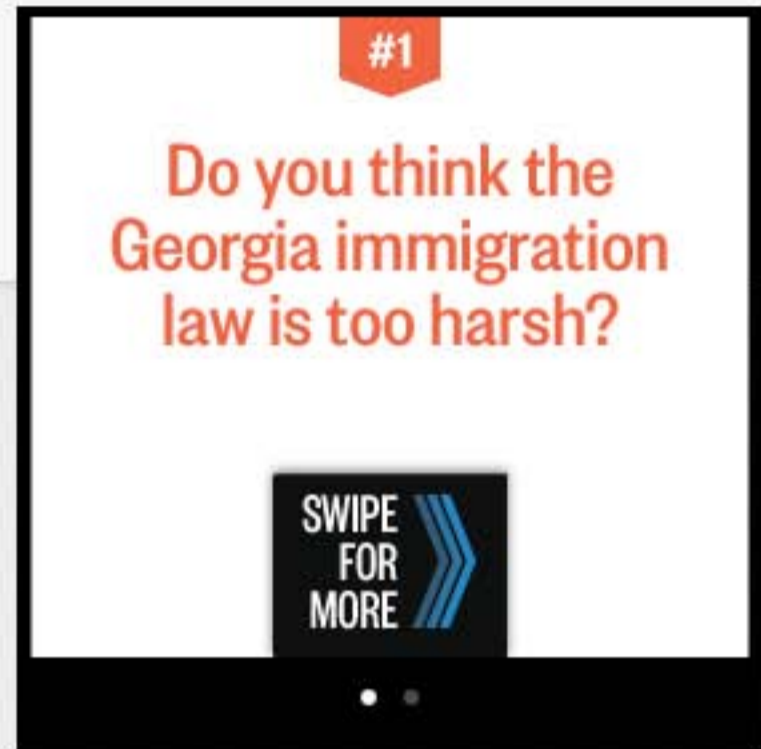 #1
Do you think the
Georgia immigration
law is too harsh?
SWIPE
FOR
MORE